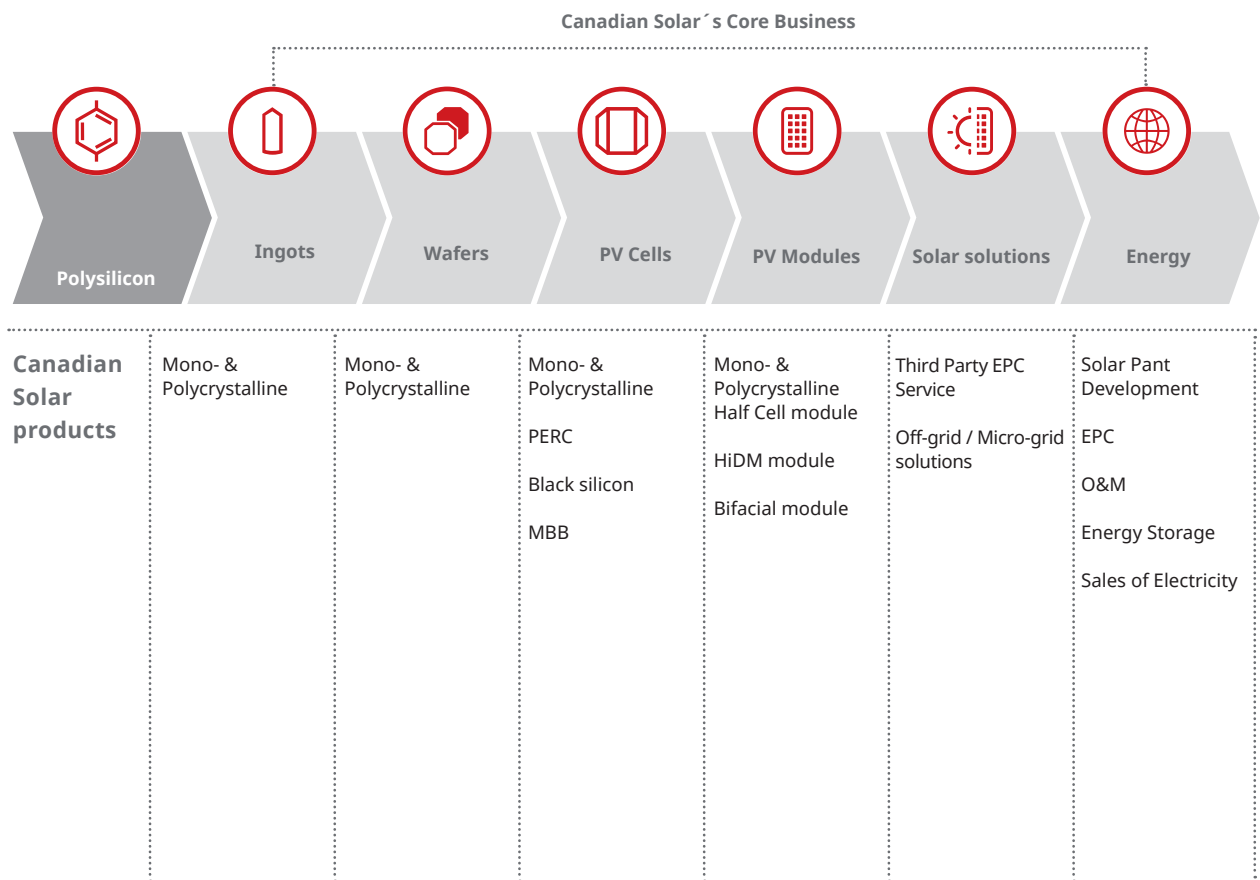 Canadian Solar´s Core Business
Polysilicon
Ingots
Wafers
PV Cells
PV Modules
Solar solutions
Energy
Canadian
Solar
products
Mono- &
Polycrystalline
Mono- &
Polycrystalline
Mono- &
Polycrystalline
PERC
Black silicon
MBB
Mono- &
Polycrystalline
Half Cell module
HiDM module
Bifacial module
Third Party EPC
Service
Off-grid / Micro-grid
solutions
Solar Pant
Development
EPC
O&M
Energy Storage
Sales of Electricity